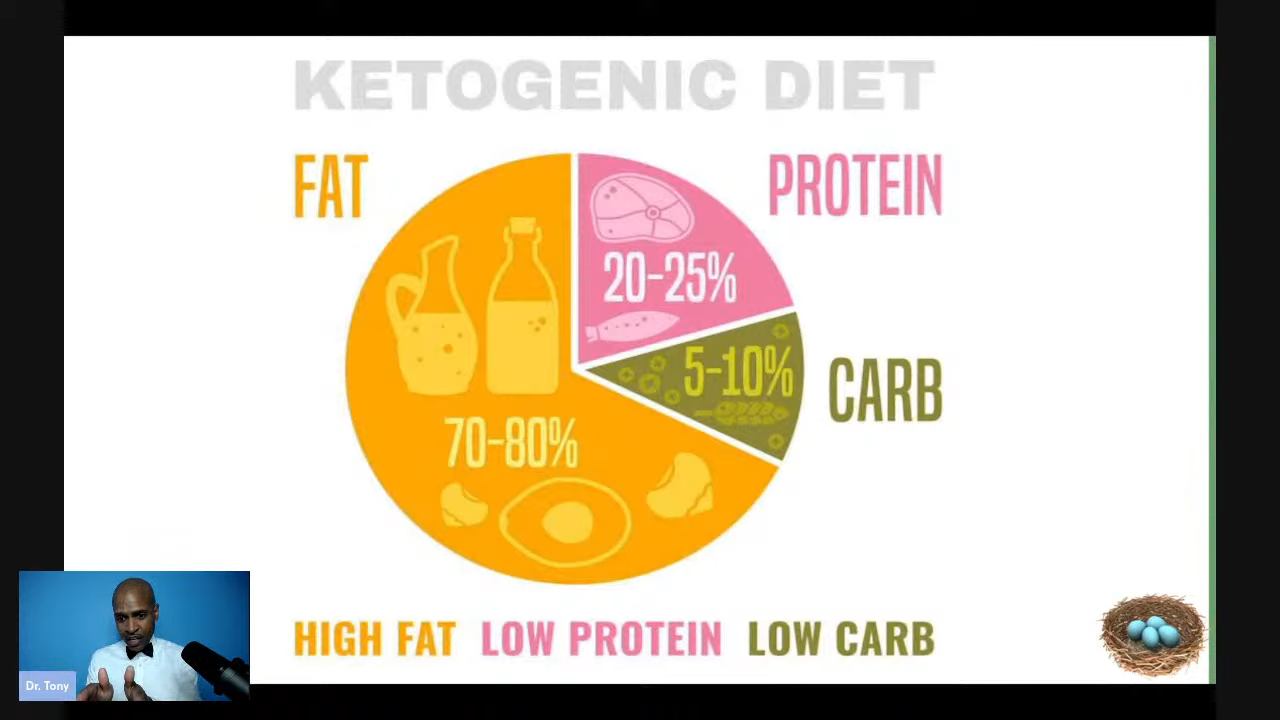 KETOGENIC DIET
FAT
PROTEIN
20-25%
5-10%
CARB
70-80%
HIGH FAT LOW PROTEIN LOW CARB
Dr. Tony